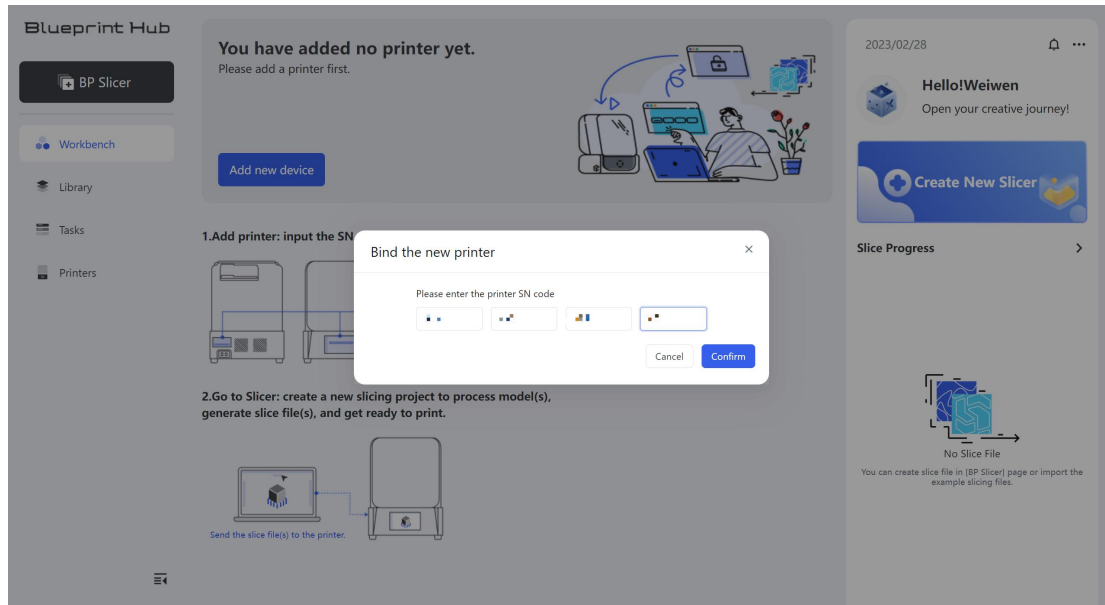 Blueprint Hub
BP Slicer
Workbench
Library
Tasks
Printers
You have added no printer yet.
Please add a printer first.
Add new device
1.Add printer: input the SN
2.Go to Slicer: create a new slicing project to process model(s),
generate slice file(s), and get ready to print.
Send the slice file(s) to the printer.
Bind the new printer
Please enter the printer SN code
Cancel
Confirm
2023/02/28
Hello!Weiwen
Open your creative journey!
Create New Slicer
Slice Progress
No Slice File
You can create slice file in [BP Slicer] page or import the
example slicing files.